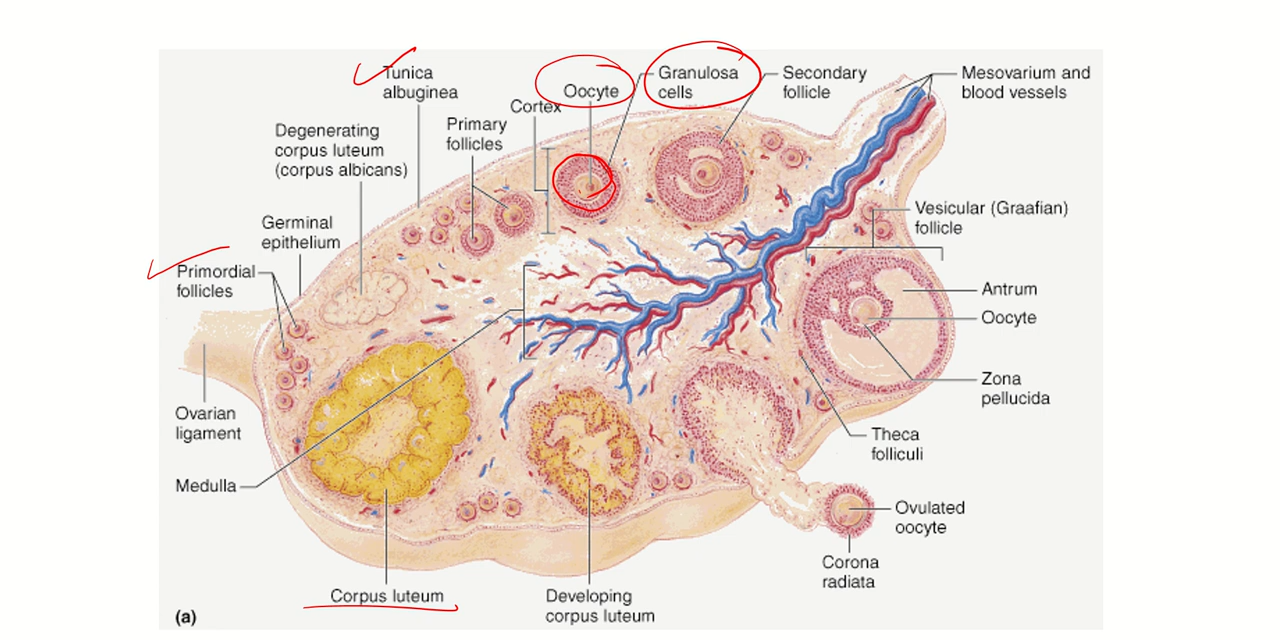 Tunica
albuginea
Oocyte
Granulosa
cells
Secondary
follicle
Mesovarium and
blood vessels
Cortex
Primary
follicles
Degenerating
corpus luteum
(corpus albicans)
Germinal
epithelium
Vesicular (Graafian)
follicle
Primordial
follicles
Antrum
Oocyte
Zona
pellucida
Ovarian
ligament
Theca
folliculi
Medulla
Ovulated
oocyte
Corona
radiata
Corpus luteum
Developing
corpus luteum
(a)